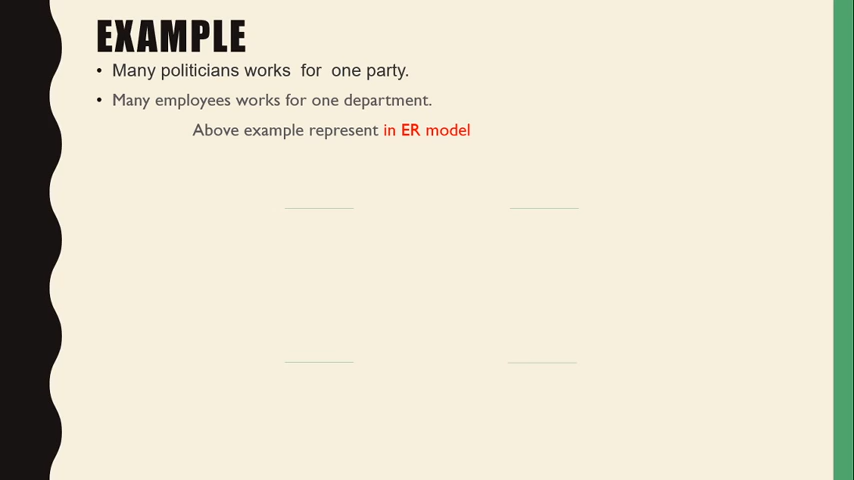 EXAMPLE
• Many politicians works  for  one party.
• Many employees works for one department.
Above example represent in ER model